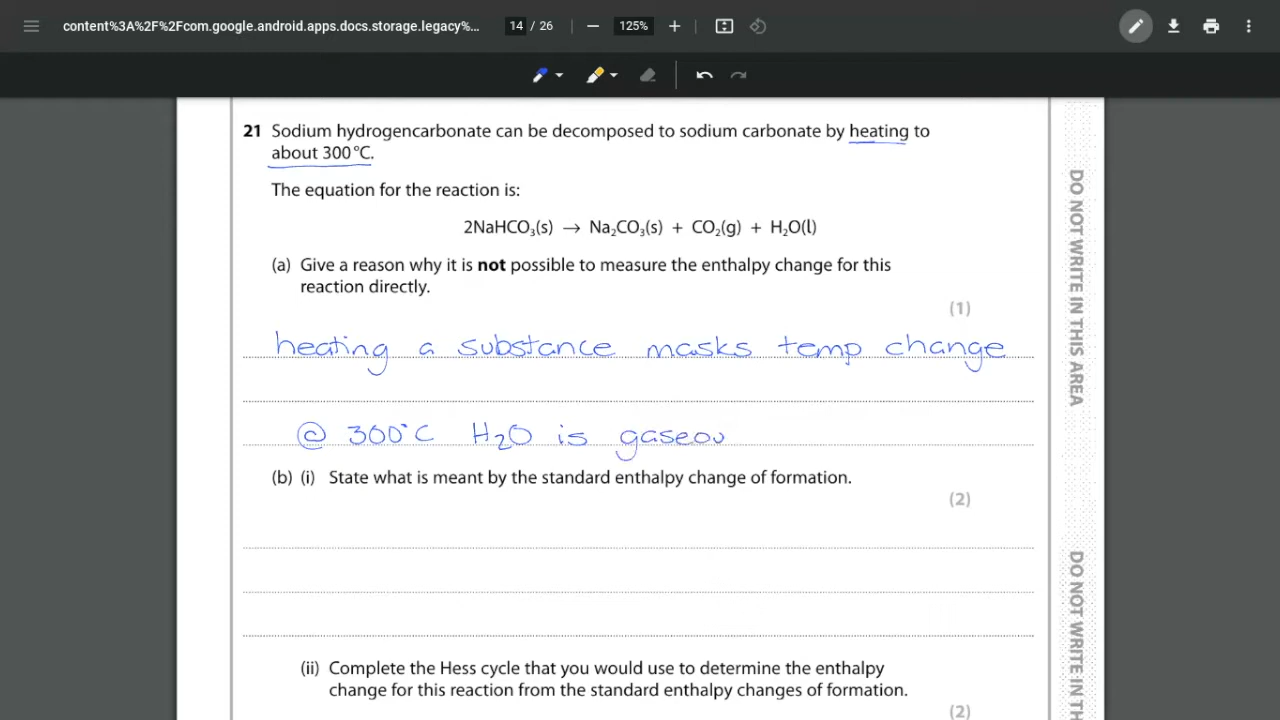 content%3A%2F%2Fcom.google.android.apps.docs.storage.legacy%... 14 / 26 125%
21 Sodium hydrogencarbonate can be decomposed to sodium carbonate by heating to
about 300°C.
The equation for the reaction is:
2NaHCO₃(s) → Na₂CO₃(s) + CO₂(g) + H₂O(l)
(a) Give a reason why it is not possible to measure the enthalpy change for this
reaction directly.
(1)
heating a substance masks temp change
@ 300°C H₂O is gaseou
(b) (i) State what is meant by the standard enthalpy change of formation.
(2)
(ii) Complete the Hess cycle that you would use to determine the enthalpy
change for this reaction from the standard enthalpy changes of formation.
(2)
DO NOT WRITE IN THIS AREA
DO NOT WRITE IN TH